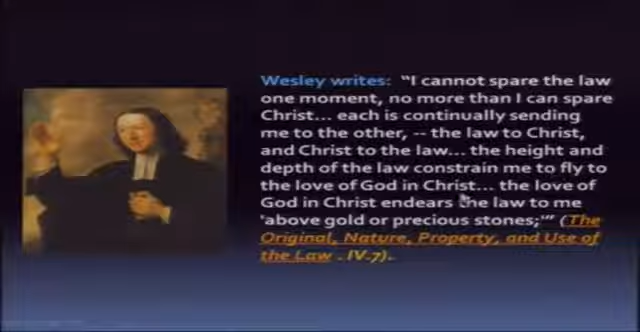 Wesley writes: "I cannot spare the law
one moment, no more than I can spare
Christ... each is continually sending
me to the other, -- the law to Christ,
and Christ to the law... the height and
depth of the law constrain me to fly to
the love of God in Christ... the love of
God in Christ endears the law to me
'above gold or precious stones;'" (The
Original, Nature, Property, and Use of
the Law . IV.7).